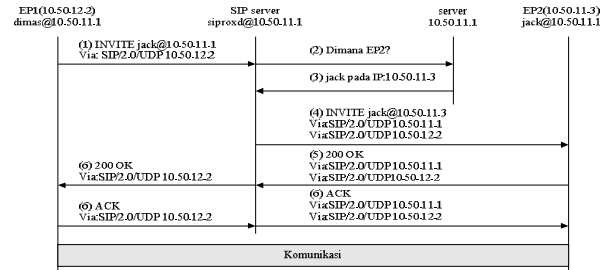 EP1(10.50-12-2)
dimas@10.50-11.1
SIP server
siproxd@10.50-11.1
server
10.50.11.1
EP2(10.50-11-3)
jack@10.50-11.1
(1) INVITE jack@10.50-11-1
Via: SIP/2.0/UDP 10.50-12-2
(2) Dimana EP2?
(3) jack pada IP:10.50-11-3
(4) INVITE jack@10.50-11-3
Via:SIP/2.0/UDP 10.50-11-1
Via:SIP/2.0/UDP 10.50-12-2
(5) 200 OK
Via:SIP/2.0/UDP 10.50-11-1
Via:SIP/2.0/UDP10-50-12-2
(6) 200 OK
Via:SIP/2.0/UDP 10.50-12-2
(6) ACK
Via:SIP/2.0/UDP 10.50-12-2
(6) ACK
Via:SIP/2.0/UDP 10.50-11-1
Via:SIP/2.0/UDP 10.50-12-2
Komunikasi